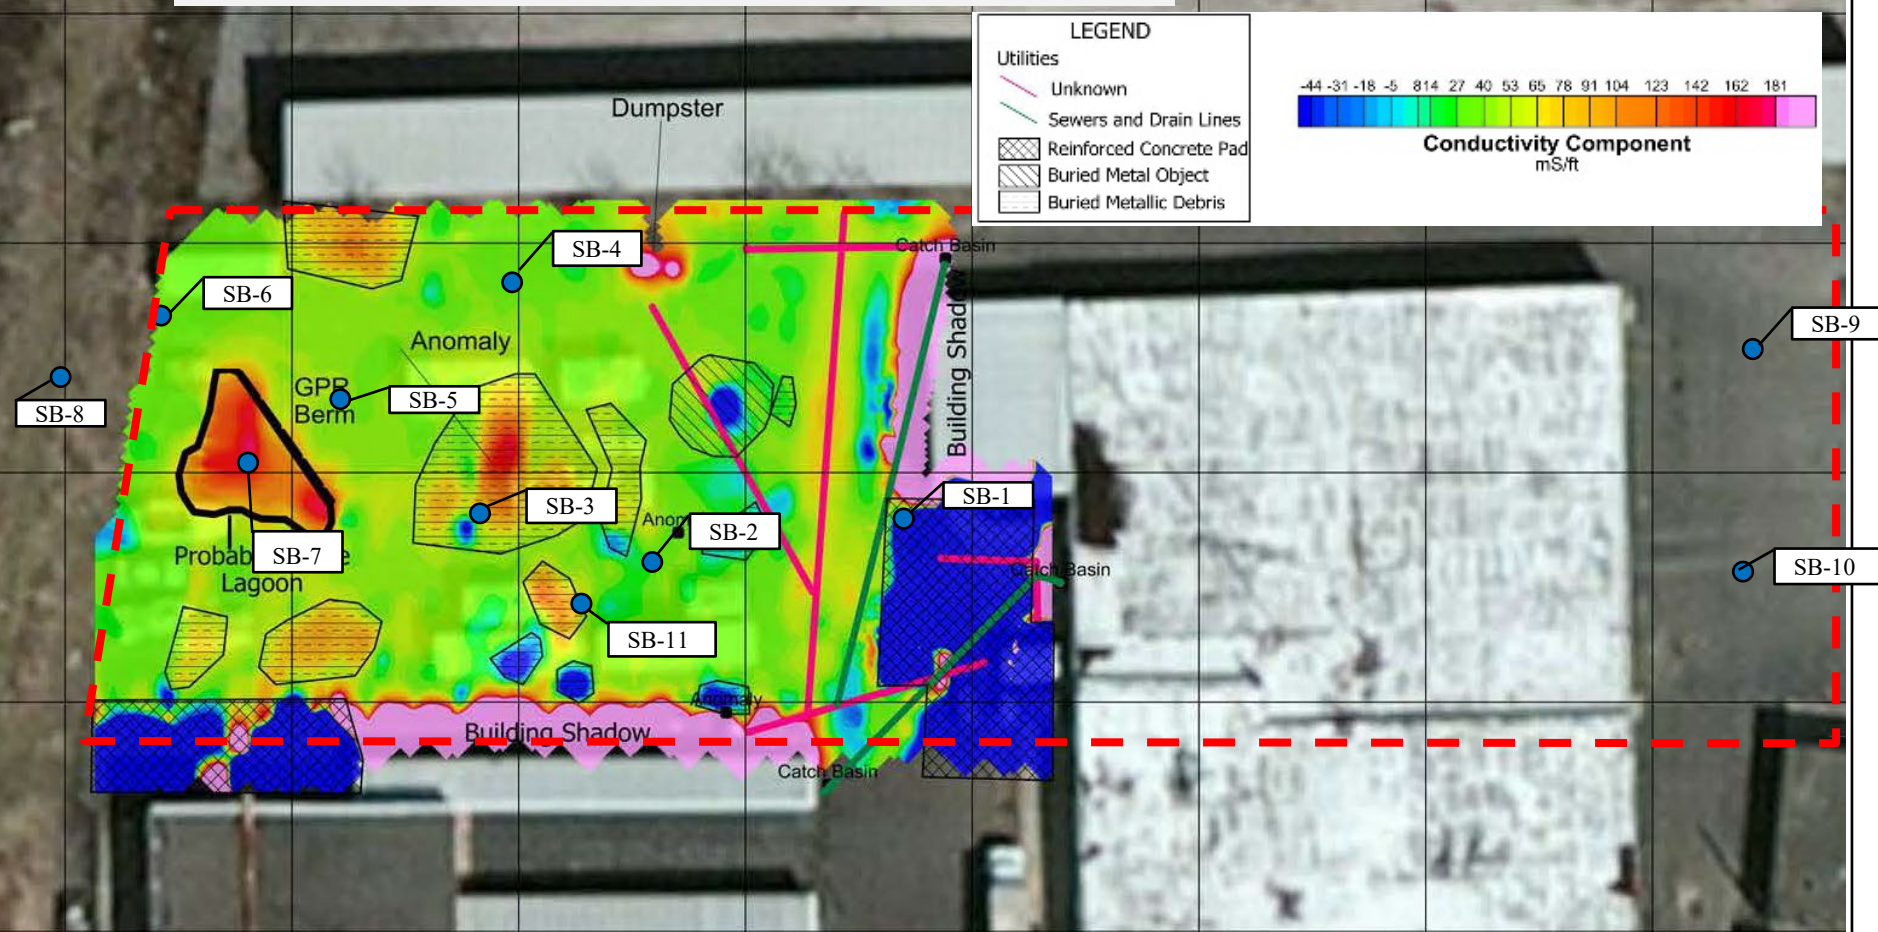 LEGEND
Utilities
Unknown
Sewers and Drain Lines
Reinforced Concrete Pad
Buried Metal Object
Buried Metallic Debris
-44 -31 -18 -5 814 27 40 53 65 78 91 104 123 142 162 181
Conductivity Component
mS/ft
Dumpster
SB-4
Catch Basin
SB-6
Building Shadow
SB-9
Anomaly
GPR
Berm
SB-5
SB-8
SB-3
SB-1
SB-2
SB-7
Lagoon
Catch Basin
SB-10
SB-11
Anomaly
Building Shadow
Catch Basin